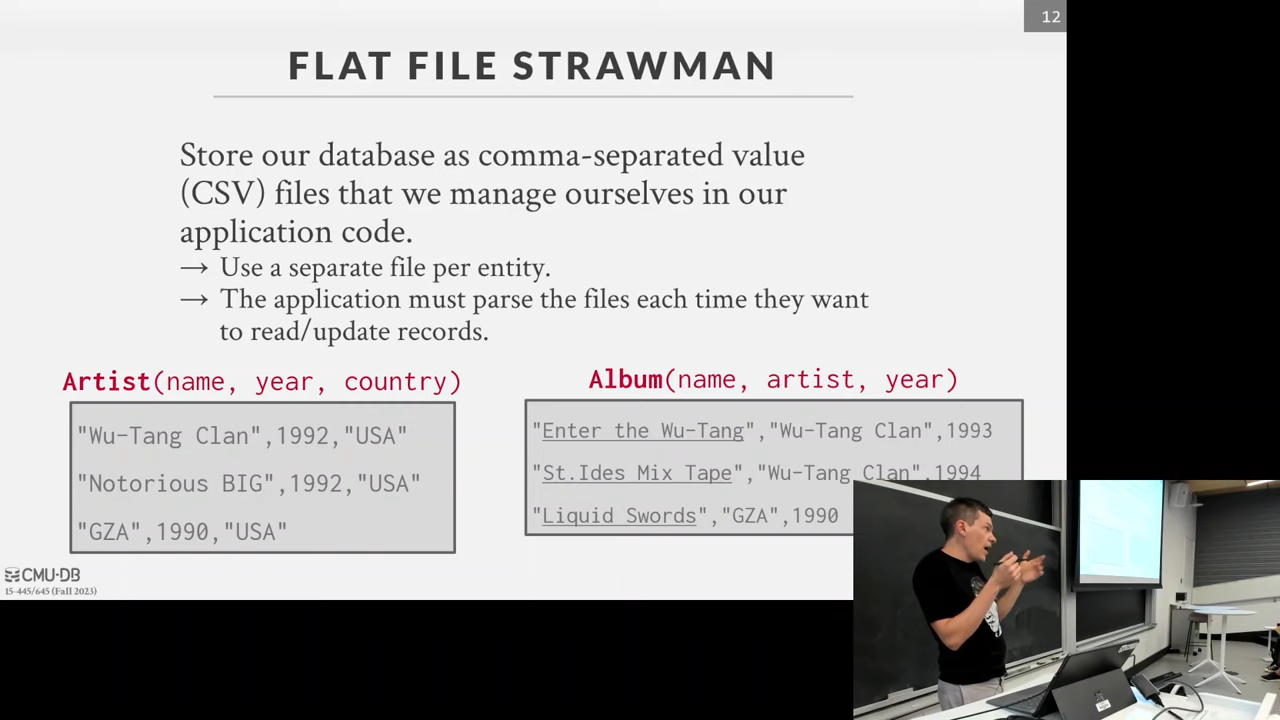 12
FLAT FILE STRAWMAN
Store our database as comma-separated value
(CSV) files that we manage ourselves in our
application code.
→ Use a separate file per entity.
→ The application must parse the files each time they want
to read/update records.
Artist(name, year, country)
"Wu-Tang Clan",1992,"USA"
"Notorious BIG",1992,"USA"
"GZA",1990,"USA"
Album(name, artist, year)
"Enter the Wu-Tang","Wu-Tang Clan",1993
"St.Ides Mix Tape","Wu-Tang Clan",1994
"Liquid Swords","GZA",1990
CMU·DB
15-445/645 (Fall 2023)